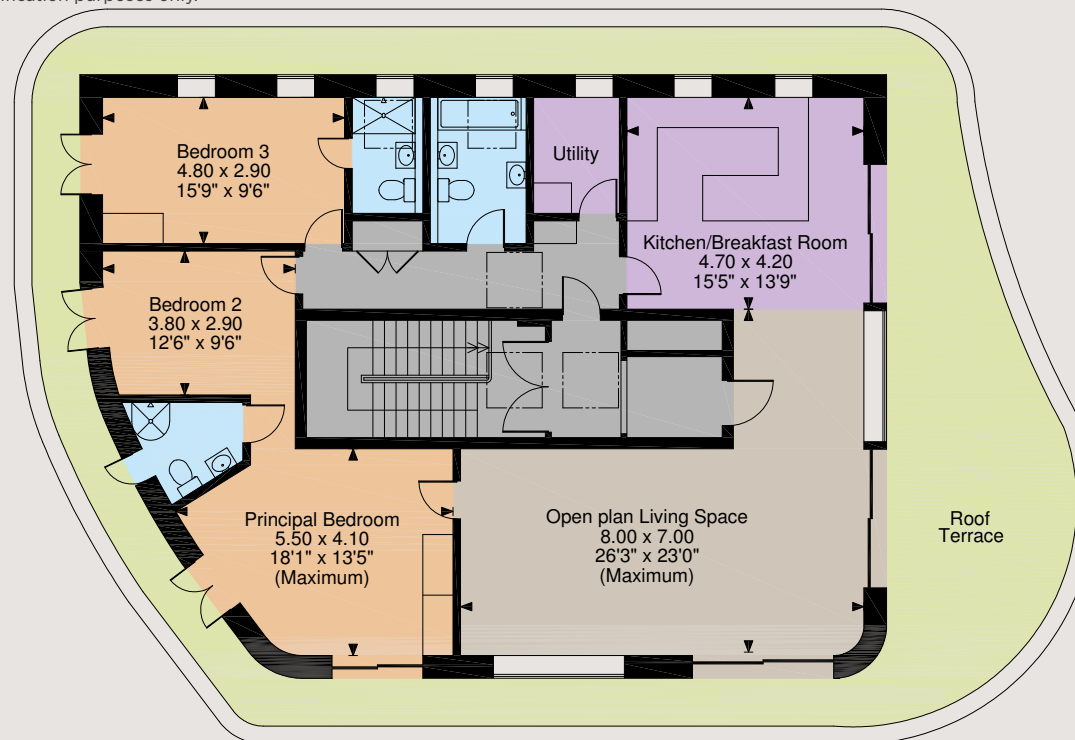 purposes only.
Bedroom 3
4.80 x 2.90
15'9" x 9'6"
Utility
Kitchen/Breakfast Room
4.70 x 4.20
15'5" x 13'9"
Bedroom 2
3.80 x 2.90
12'6" x 9'6"
Principal Bedroom
5.50 x 4.10
18'1" x 13'5"
(Maximum)
Open plan Living Space
8.00 x 7.00
26'3" x 23'0"
(Maximum)
Roof
Terrace